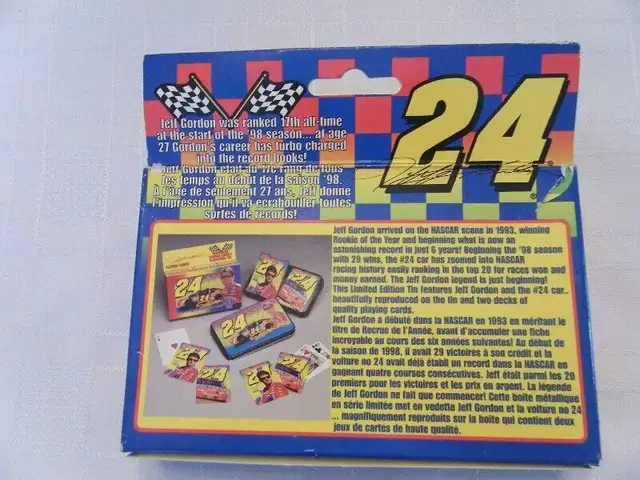 24
Jeff Gordon was ranked 17th all-time
at the start of the '98 season... at age
27 Gordon's career has turbo charged
into the record books!
Jeff Gordon était au 17e rang de tous
les temps au début de la saison '98.
A l'age de seulement 27 ans, Jeff donne
l'impression qu'il va écrabouiller toutes
sortes de records!
Jeff Gordon arrived on the NASCAR scene in 1993, winning
Rookie of the Year and beginning what is now an
astonishing record in just 6 years! Beginning the '98 season
with 29 wins, the #24 car has zoomed into NASCAR
racing history easily ranking in the top 20 for races won and
money earned. The Jeff Gordon legend is just beginning!
This Limited Edition Tin features Jeff Gordon and the #24 car..
beautifully reproduced on the tin and two decks of
quality playing cards.
Jeff Gordon a débuté dans la NASCAR en 1993 en méritant le
titre de Recrue de l'Année, avant d'accumuler une fiche
incroyable au cours des six années suivantes! Au début de
la saison de 1998, il avait 29 victoires à son crédit et la
voiture no 24 avait déjà établi un record dans la NASCAR en
gagnant quatre courses consécutives. Jeff était parmi les 20
premiers pour les victoires et les prix en argent. La légende
de Jeff Gordon ne fait que commencer! Cette boîte métallique
en série limitée met en vedette Jeff Gordon et la voiture no 24
... magnifiquement reproduits sur la boîte qui contient deux
jeux de cartes de haute qualité.
24
24
24
24
24
24